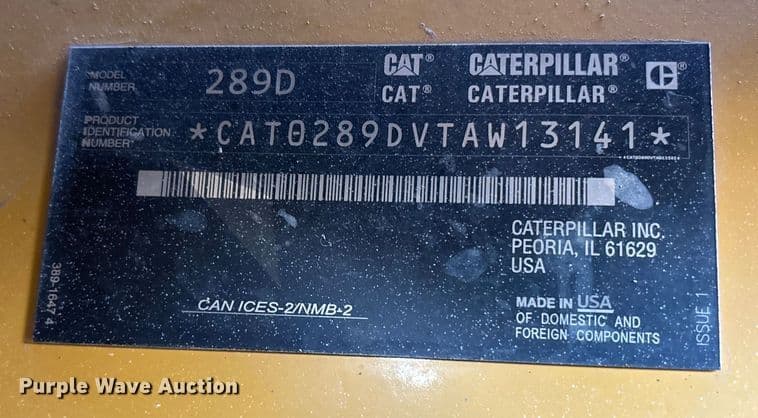 MODEL
NUMBER
289D
CAT® CATERPILLAR®
CAT® CATERPILLAR®
C®
PRODUCT
IDENTIFICATION
NUMBER
*CAT0289DVTAW13141*
CATERPILLAR INC.
PEORIA, IL 61629
USA
389-1647 4
CAN ICES-2/NMB-2
MADE IN USA
OF DOMESTIC AND
FOREIGN COMPONENTS
ISSUE 1
Purple Wave Auction